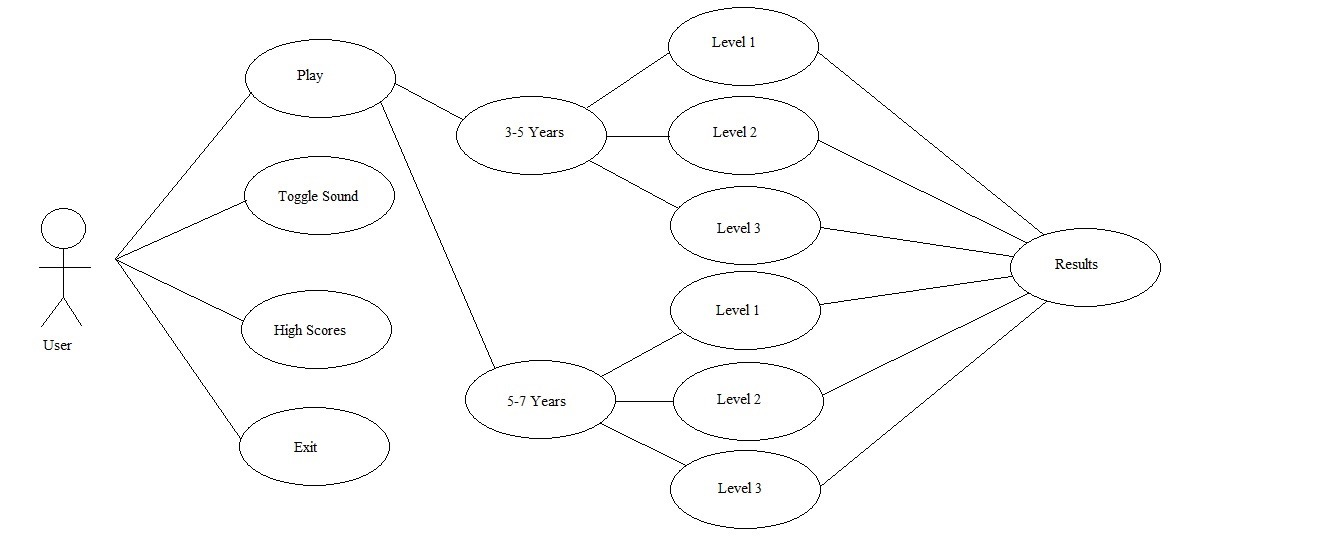 Play
Toggle Sound
High Scores
Exit
User
3-5 Years
5-7 Years
Level 1
Level 2
Level 3
Level 1
Level 2
Level 3
Results